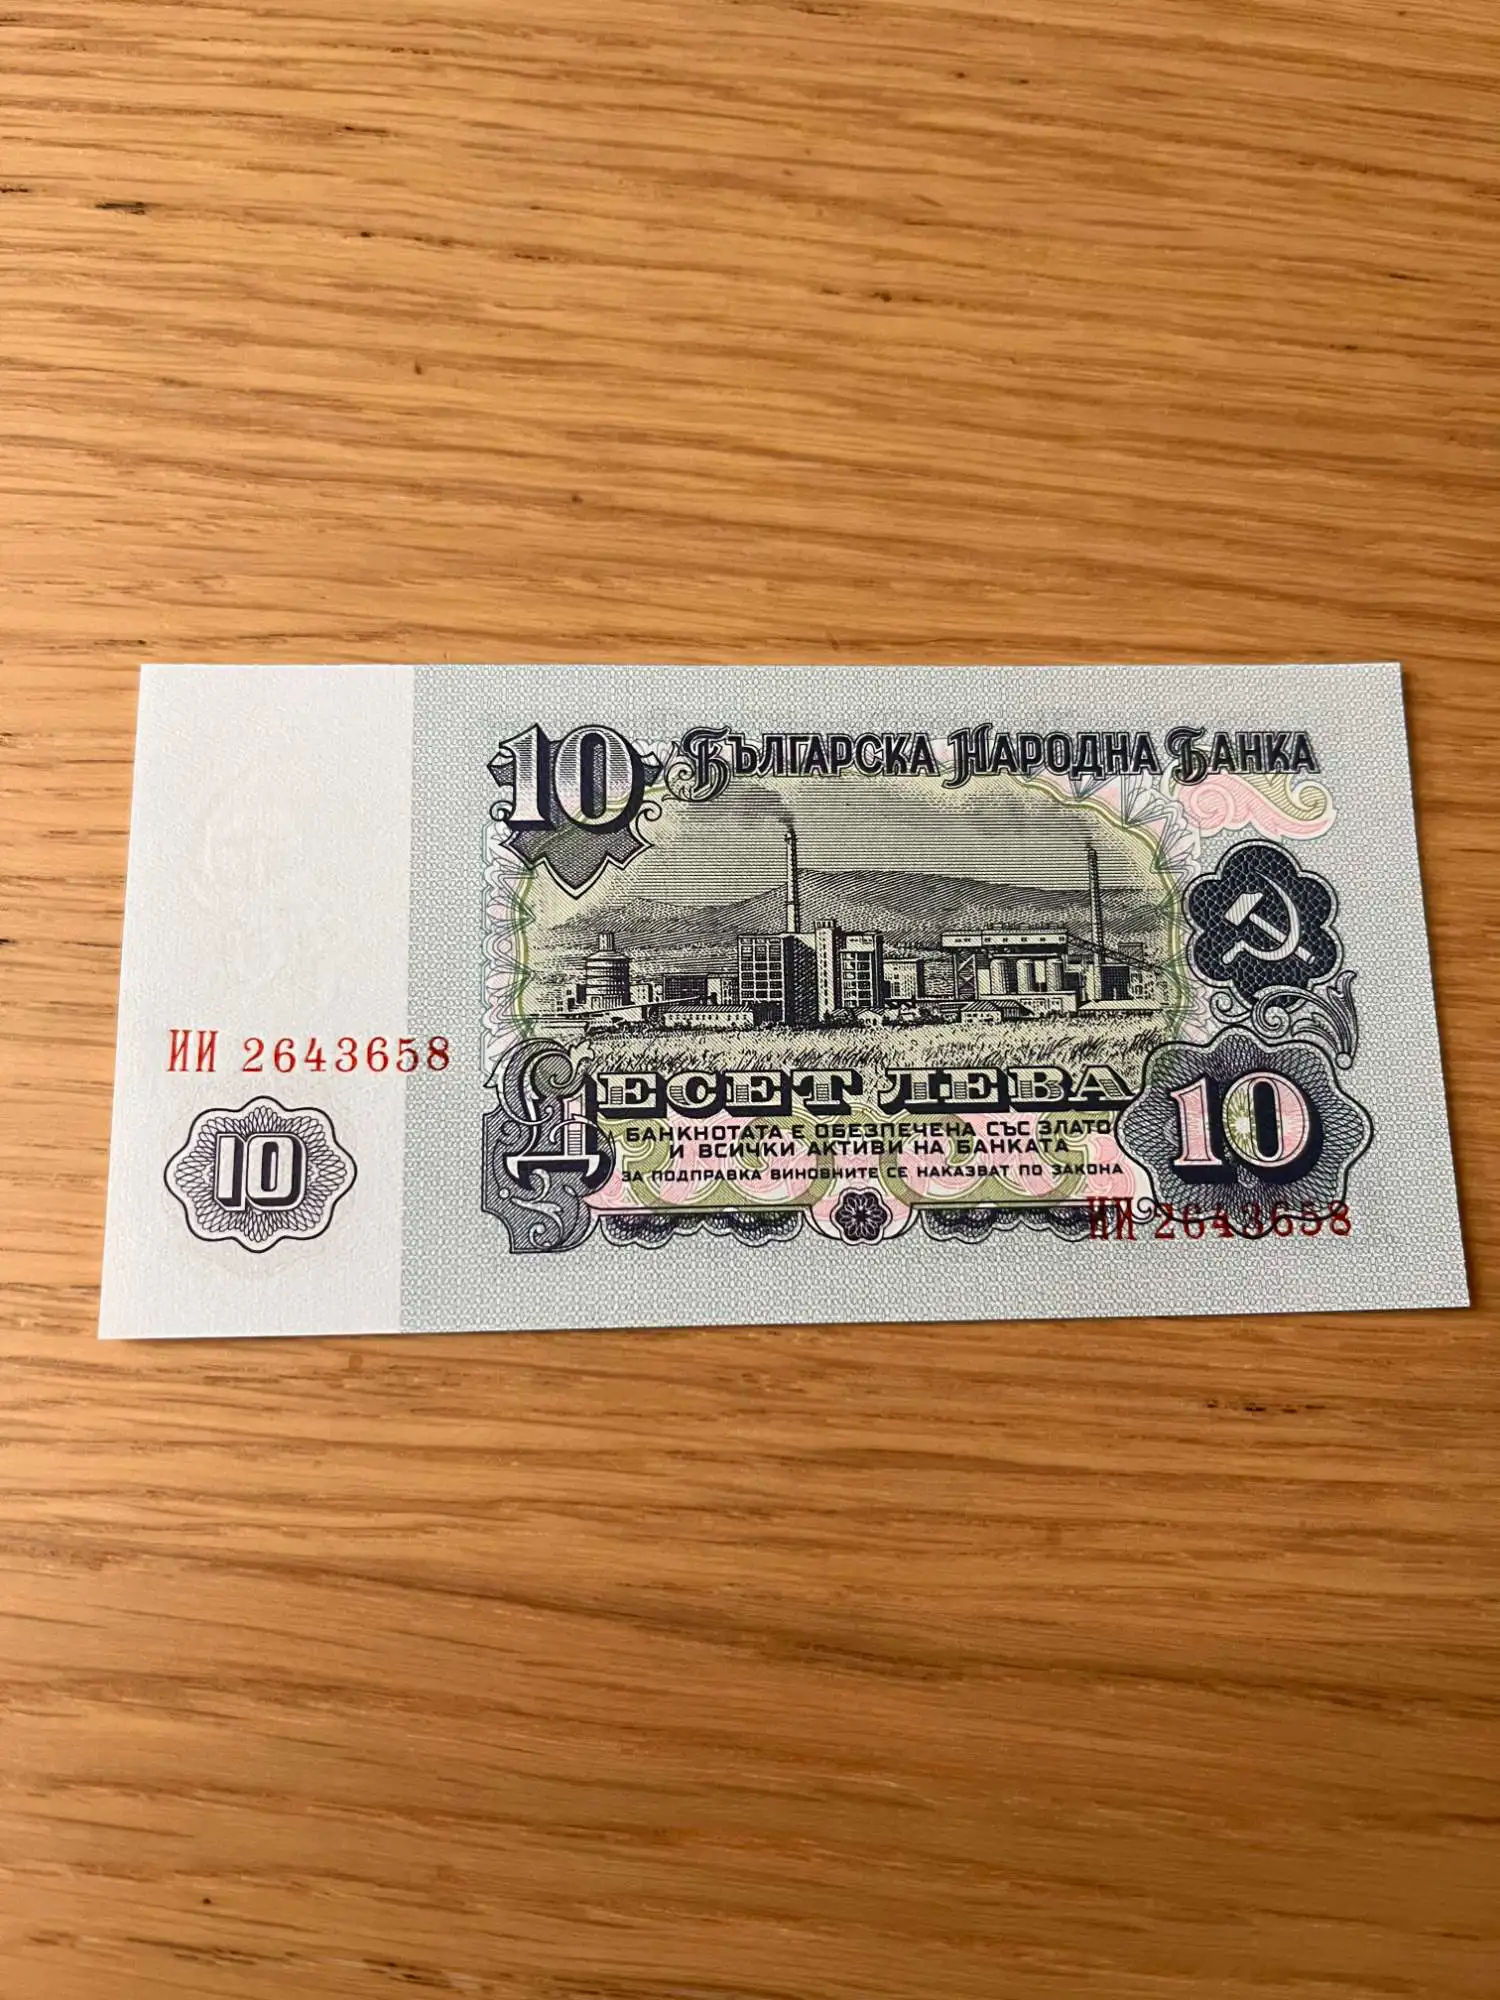 10
Българска Народна Банка
ИИ 2643658
Десет Лева
БАНКНОТАТА Е ОБЕЗПЕЧЕНА СЪС ЗЛАТО
И ВСИЧКИ АКТИВИ НА БАНКАТА
ЗА ПОДПРАВКА ВИНОВНИТЕ СЕ НАКАЗВАТ ПО ЗАКОНА
10
10
ИИ 2643658